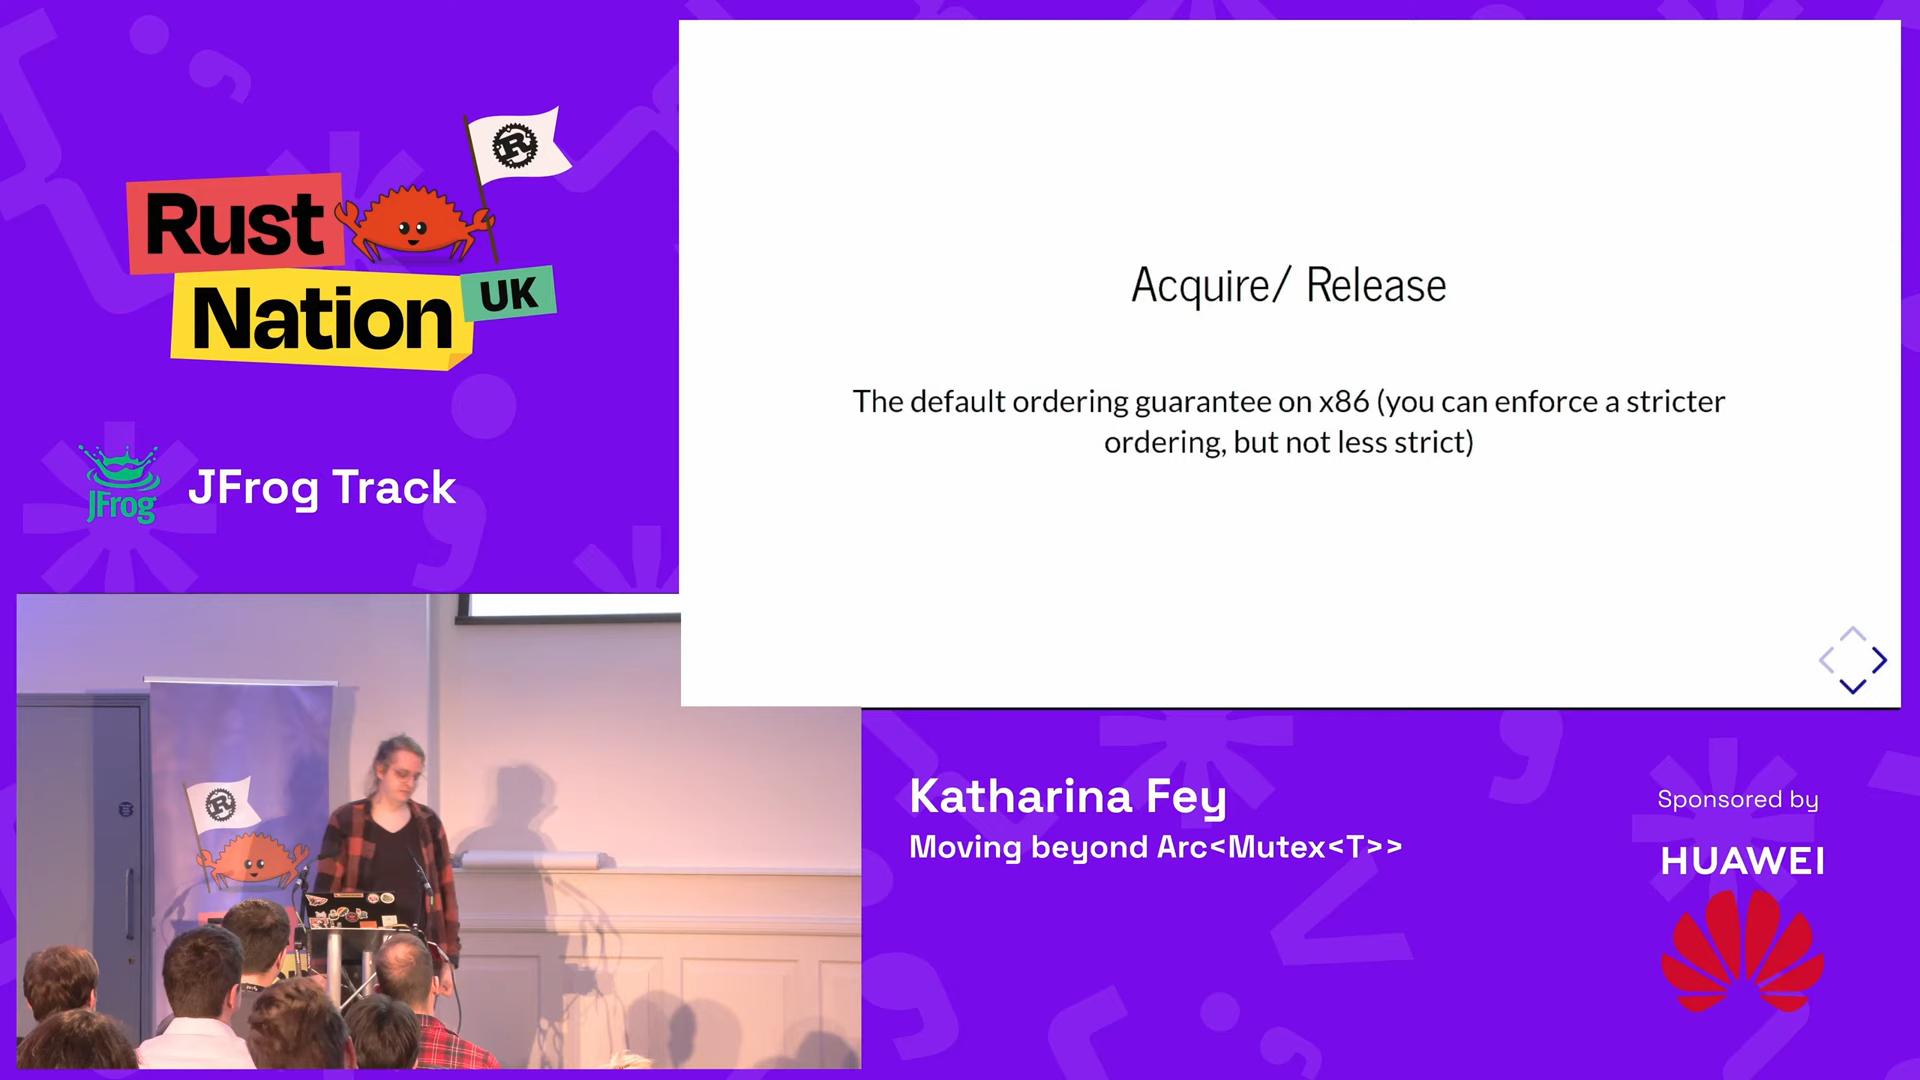 Rust
Nation
UK
R
JFrog
JFrog Track
Acquire/ Release
The default ordering guarantee on x86 (you can enforce a stricter
ordering, but not less strict)
R
Katharina Fey
Moving beyond Arc<Mutex<T>>
Sponsored by
HUAWEI